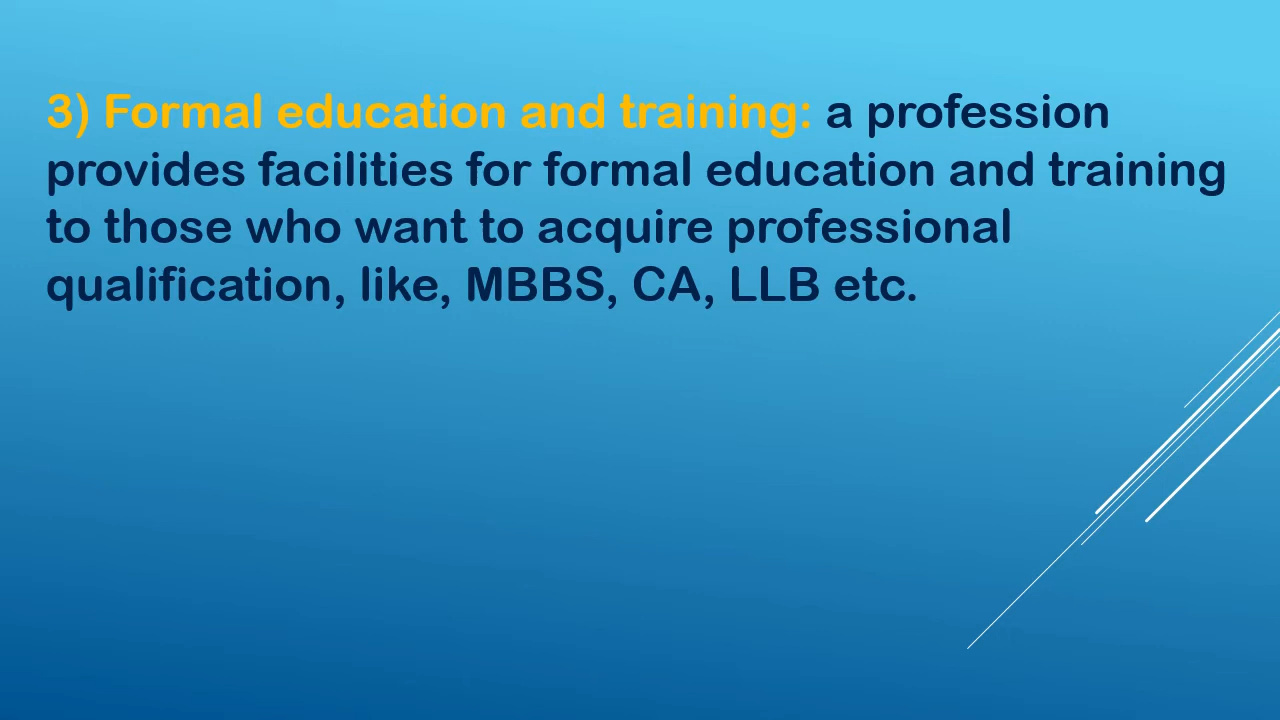 3) Formal education and training: a profession
provides facilities for formal education and training
to those who want to acquire professional
qualification, like, MBBS, CA, LLB etc.